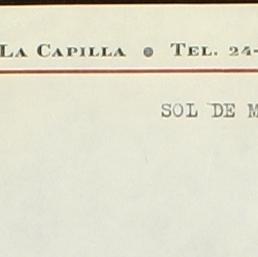 LA CAPILLA ● TEL. 24-
SOL DE M